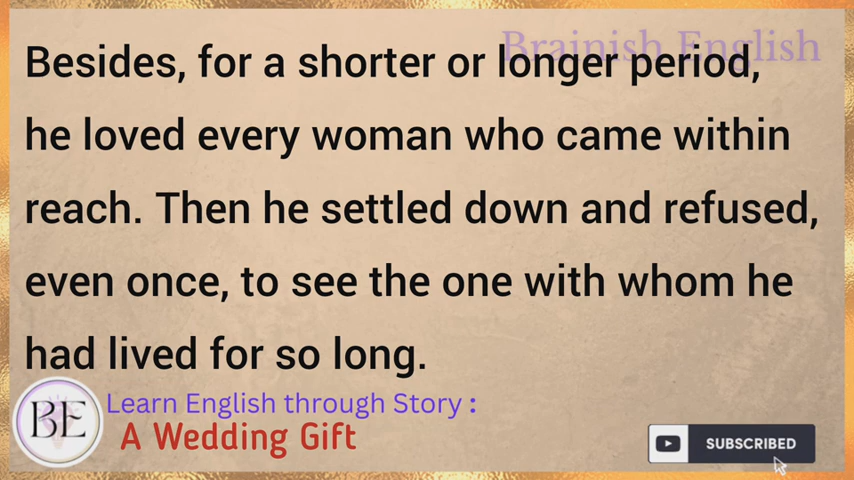 Brainish English
Besides, for a shorter or longer period,
he loved every woman who came within
reach. Then he settled down and refused,
even once, to see the one with whom he
had lived for so long.
BE
Learn English through Story :
A Wedding Gift
SUBSCRIBED